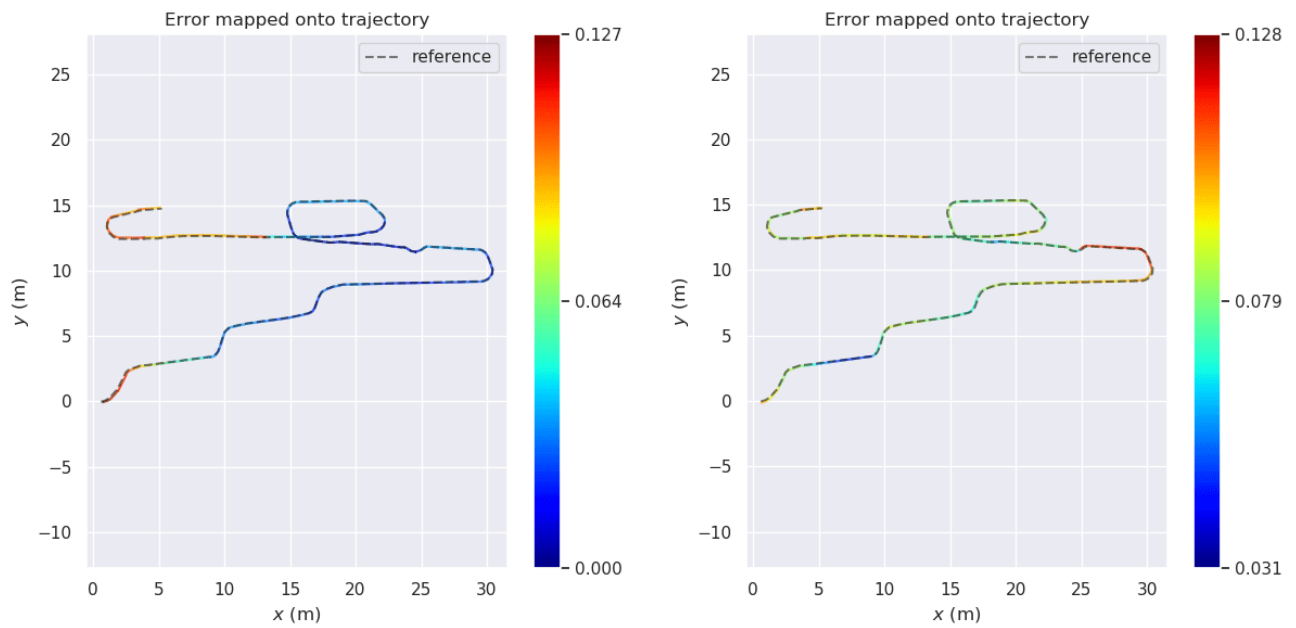 Error mapped onto trajectory
reference
25
20
15
10
5
0
−5
−10
0 5 10 15 20 25 30
x (m)
y (m)
0.127
0.064
0.000
Error mapped onto trajectory
reference
25
20
15
10
5
0
−5
−10
0 5 10 15 20 25 30
x (m)
y (m)
0.128
0.079
0.031